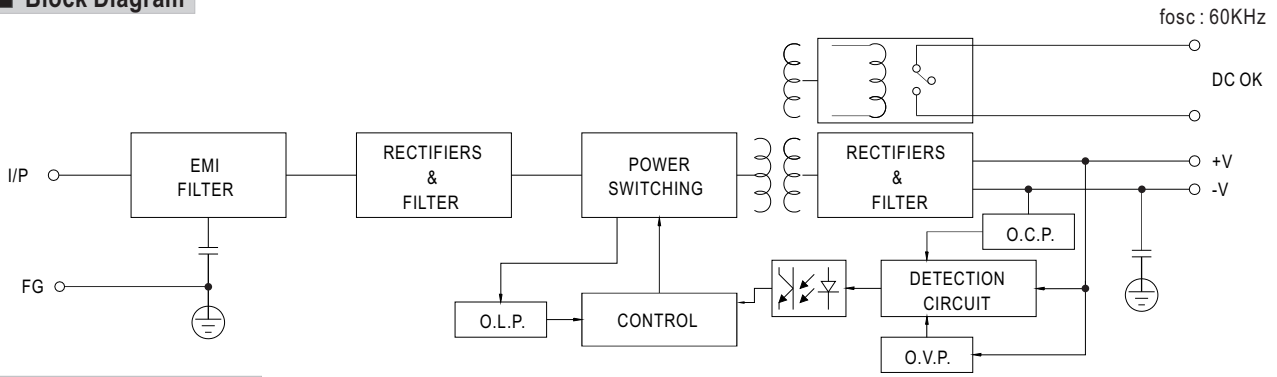 Block Diagram
fosc : 60KHz
DC OK
I/P
EMI
FILTER
RECTIFIERS
&
FILTER
POWER
SWITCHING
RECTIFIERS
&
FILTER
+V
-V
O.C.P.
FG
O.L.P.
CONTROL
DETECTION
CIRCUIT
O.V.P.